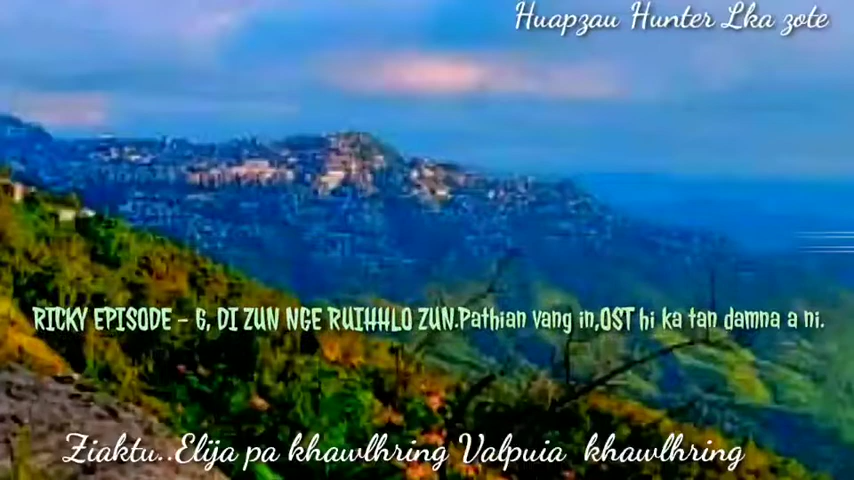 Huapzau Hunter Lka zote
RICKY EPISODE - 6, DI ZUN NGE RUIHHLO ZUN.Pathian vang in,OST hi ka tan damna a ni.
Ziaktu..Elija pa khawlhring Valpuia khawlhring